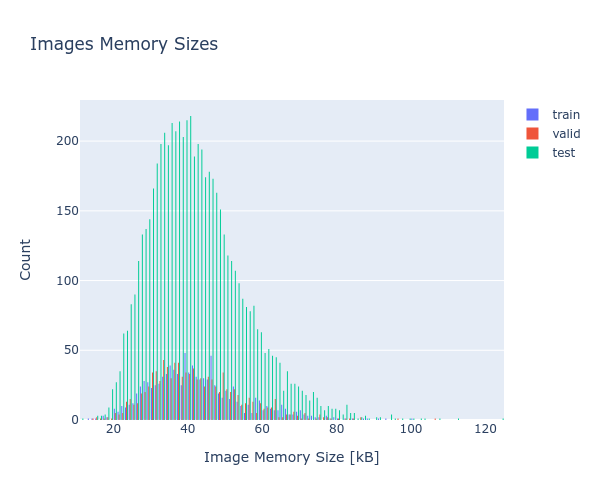 Images Memory Sizes
train
valid
test
200
150
100
50
0
Count
20 40 60 80 100 120
Image Memory Size [kB]